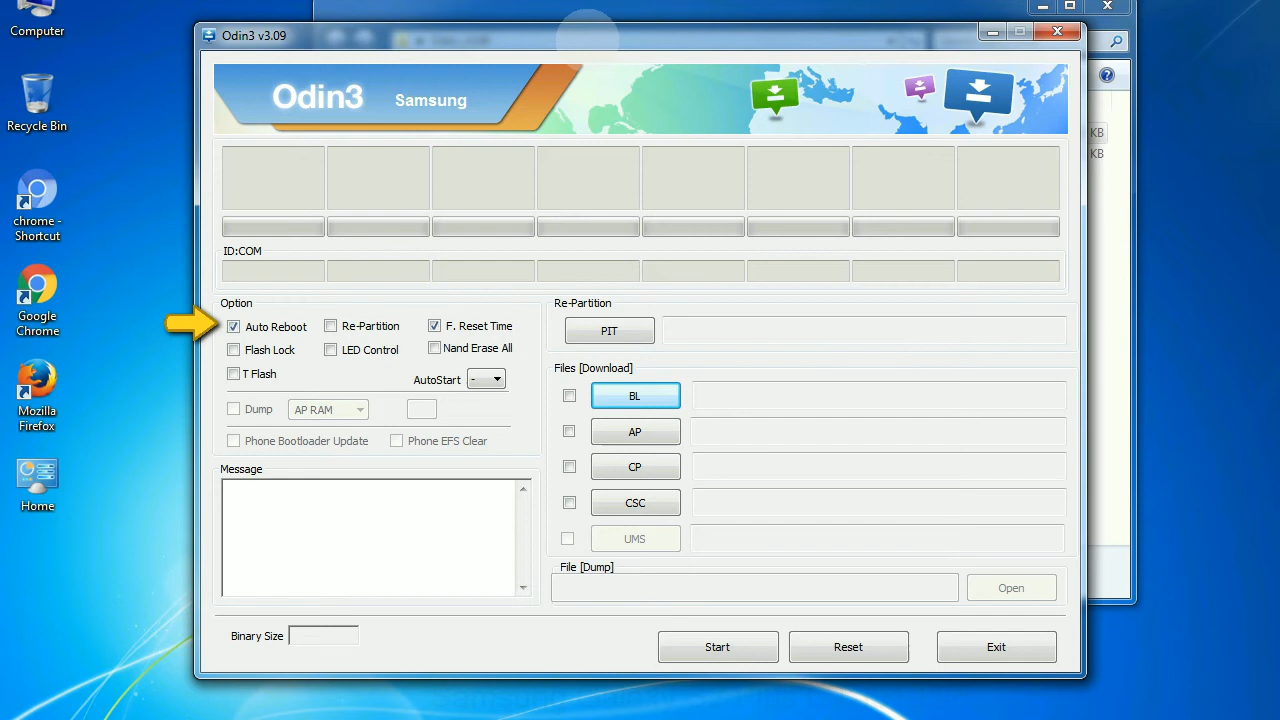 Computer
Recycle Bin
chrome -
Shortcut
Google
Chrome
Mozilla
Firefox
Home
Odin3 v3.09
Odin3 Samsung
ID:COM
Option
Auto Reboot Re-Partition F. Reset Time
Flash Lock LED Control Nand Erase All
T Flash
AutoStart -
Dump AP RAM
Phone Bootloader Update Phone EFS Clear
Message
Binary Size
Re-Partition
PIT
Files [Download]
BL
AP
CP
CSC
UMS
File [Dump]
Open
Start Reset Exit
KB
KB